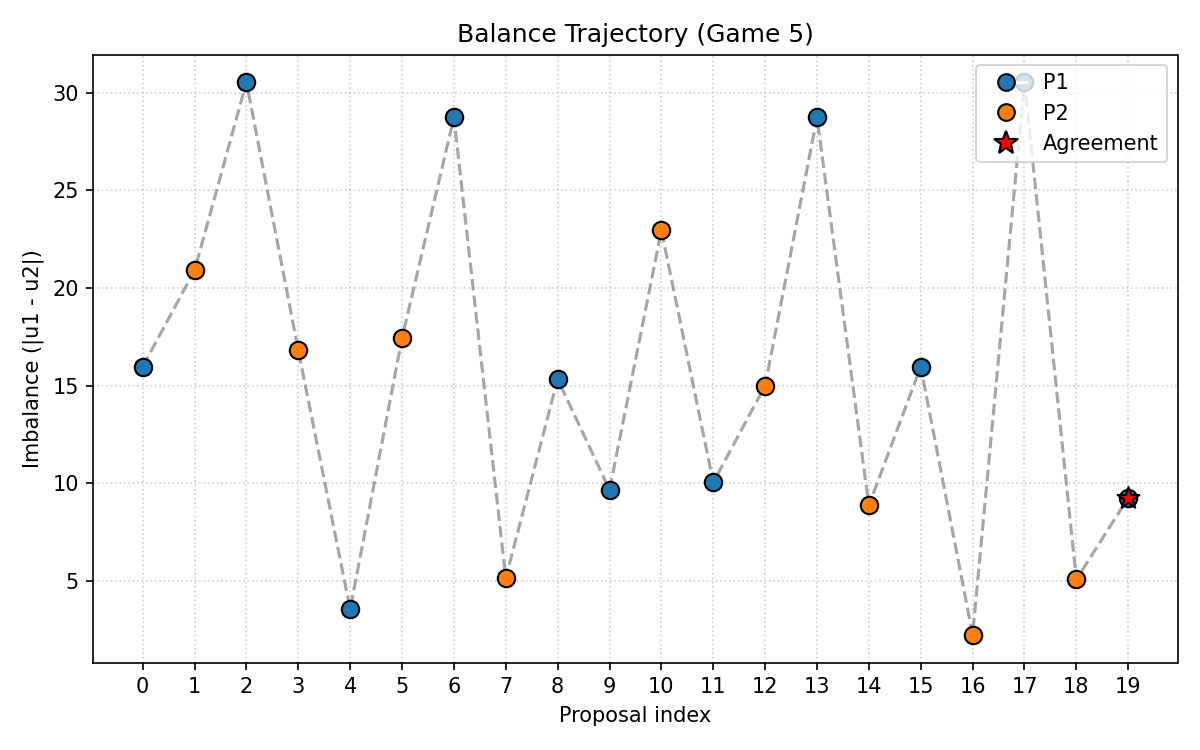 Balance Trajectory (Game 5)
Imbalance (|u1 - u2|)
30
25
20
15
10
5
P1
P2
Agreement
0 1 2 3 4 5 6 7 8 9 10 11 12 13 14 15 16 17 18 19
Proposal index